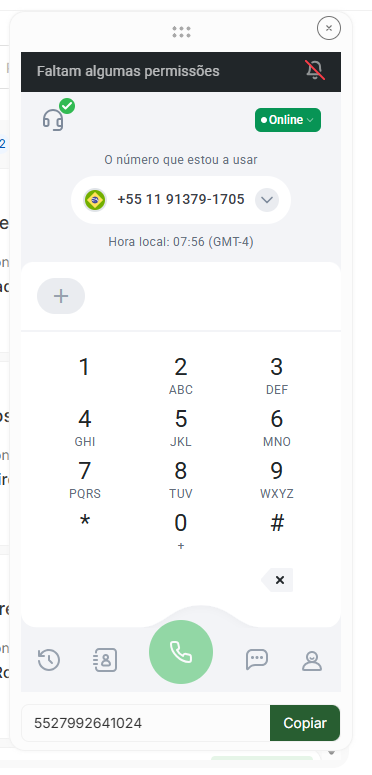 Faltam algumas permissões
Online
O número que estou a usar
+55 11 91379-1705
Hora local: 07:56 (GMT-4)
+
1 2 3
ABC DEF
4 5 6
GHI JKL MNO
7 8 9
PQRS TUV WXYZ
* 0 #
+
5527992641024 Copiar